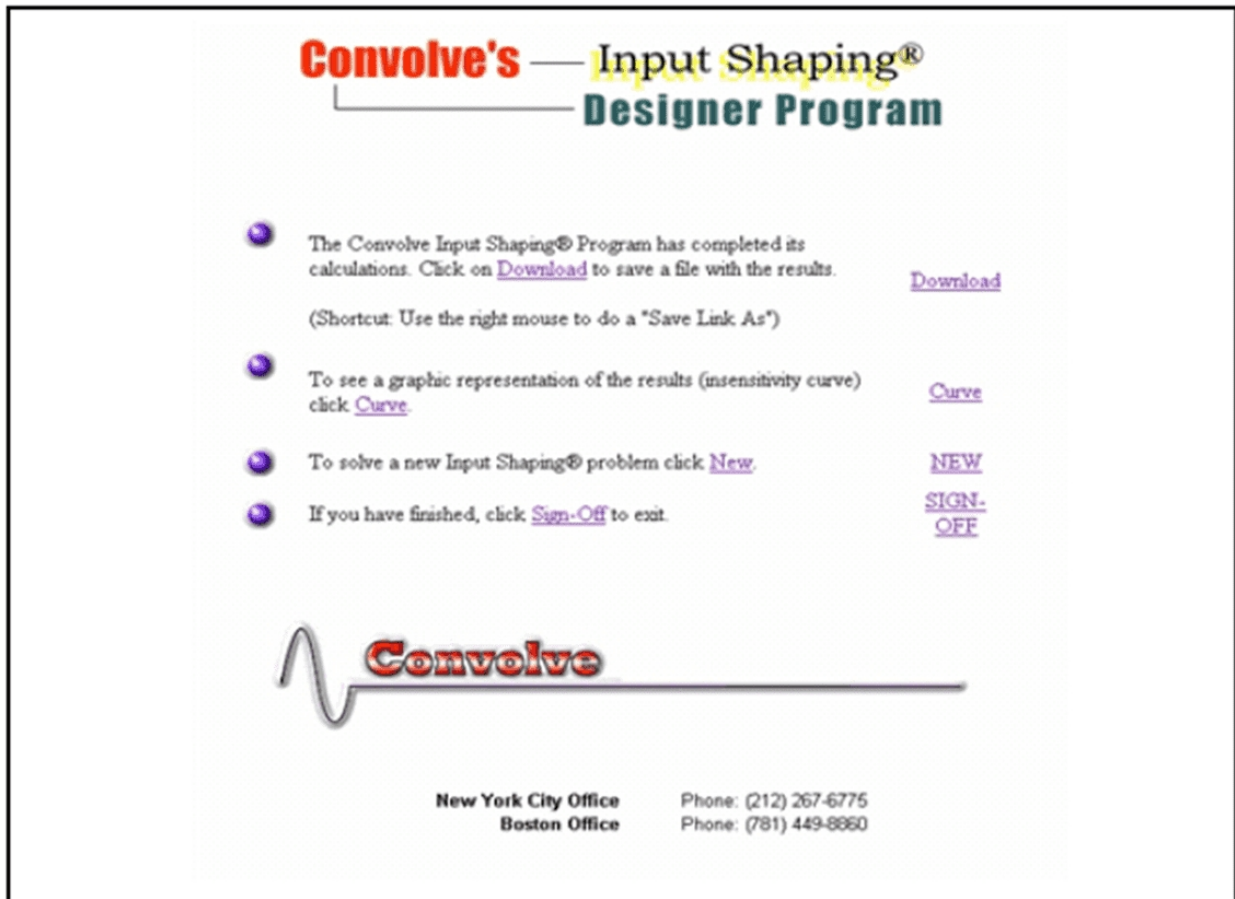 Convolve's Input Shaping®
Designer Program
The Convolve Input Shaping® Program has completed its
calculations. Click on Download to save a file with the results.
Download
(Shortcut: Use the right mouse to do a "Save Link As")
To see a graphic representation of the results (insensitivity curve)
click Curve.
Curve
To solve a new Input Shaping® problem click New.
NEW
If you have finished, click Sign-Off to exit.
SIGN-
OFF
Convolve
New York City Office Phone: (212) 267-6775
Boston Office Phone: (781) 449-8860